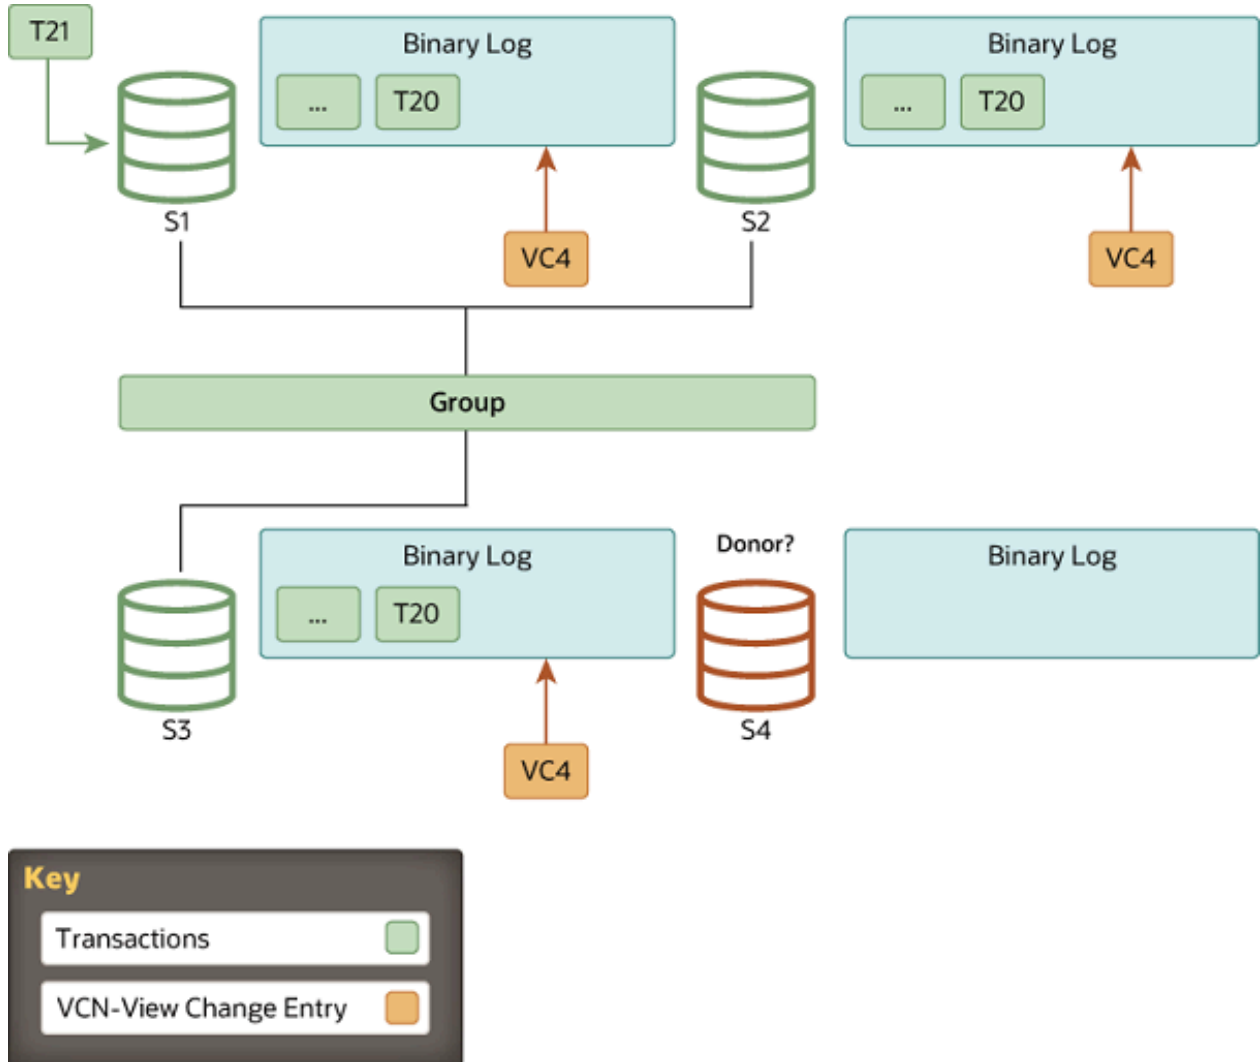 T21
Binary Log
... T20
S1
VC4
Binary Log
... T20
S2
VC4
Group
Binary Log
... T20
S3
VC4
Donor?
S4
Binary Log
Key
Transactions
VCN-View Change Entry